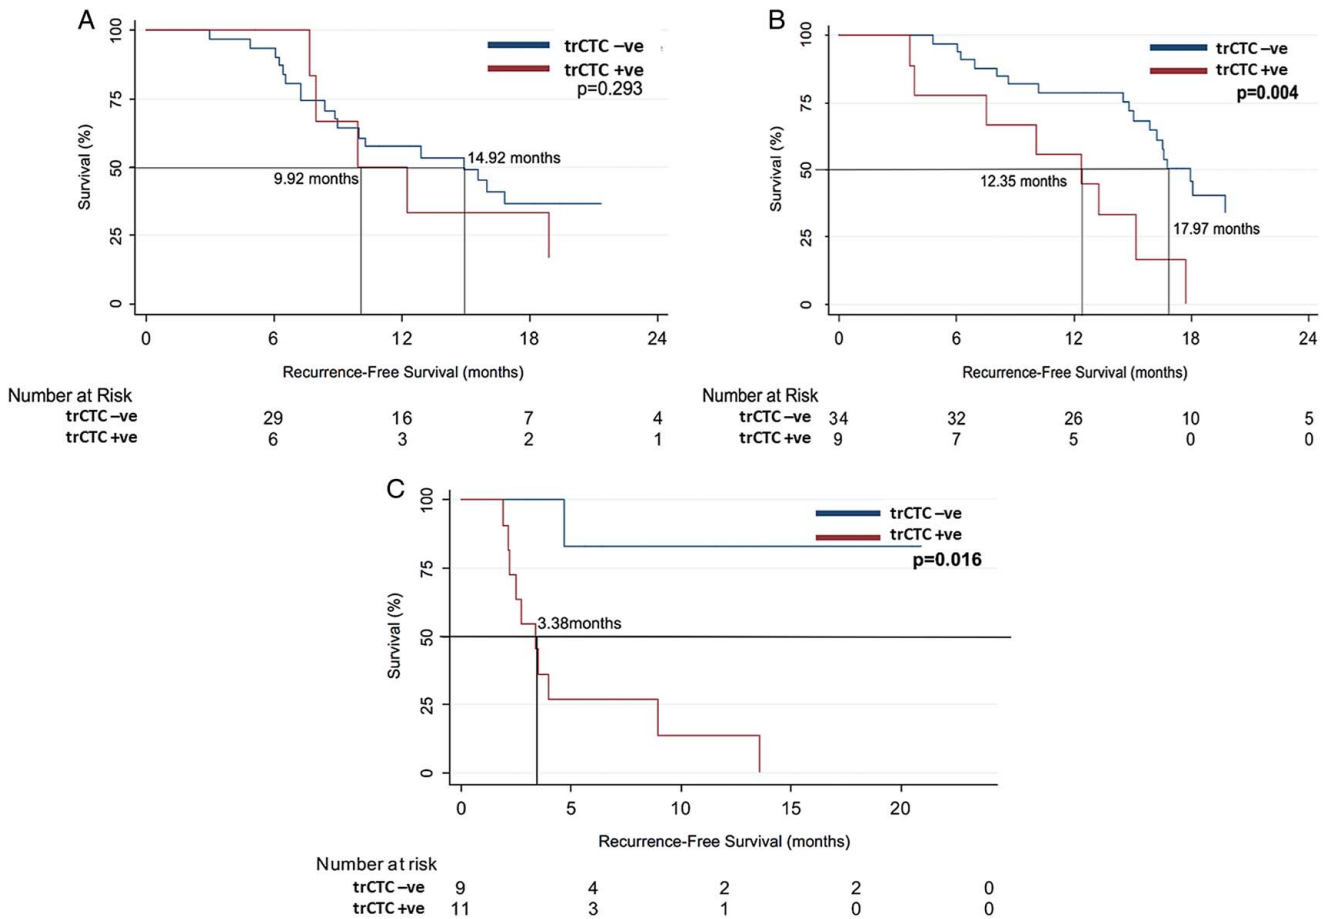 A
trCTC –ve
trCTC +ve
p=0.293
100
75
50
25
0
Survival (%)
14.92 months
9.92 months
0 6 12 18 24
Recurrence-Free Survival (months)
Number at Risk
trCTC –ve 29 16 7 4
trCTC +ve 6 3 2 1
B
trCTC –ve
trCTC +ve
p=0.004
100
75
50
25
0
Survival (%)
12.35 months
17.97 months
0 6 12 18 24
Recurrence-Free Survival (months)
Number at Risk
trCTC –ve 34 32 26 10 5
trCTC +ve 9 7 5 0 0
C
trCTC –ve
trCTC +ve
p=0.016
100
75
50
25
0
Survival (%)
3.38months
0 5 10 15 20
Recurrence-Free Survival (months)
Number at risk
trCTC –ve 9 4 2 2 0
trCTC +ve 11 3 1 0 0